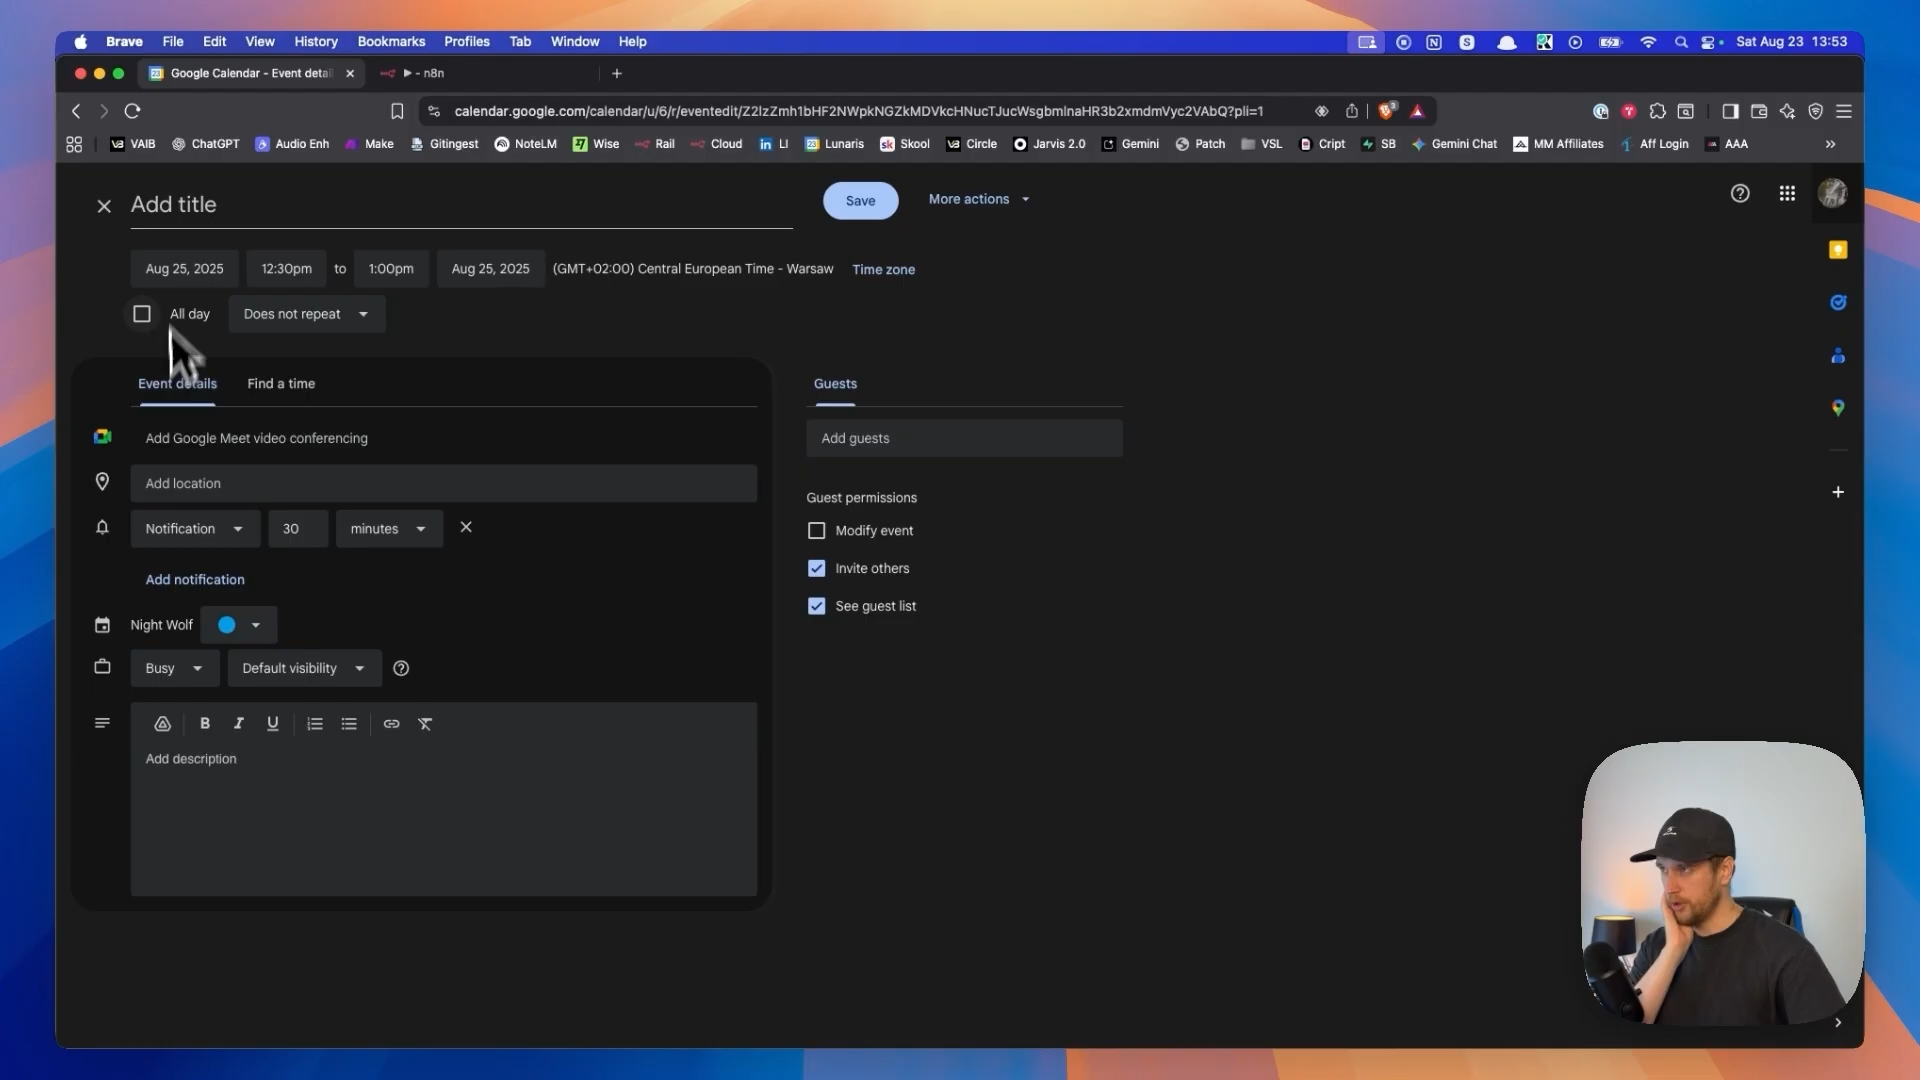 Brave File Edit View History Bookmarks Profiles Tab Window Help Sat Aug 23 13:53
Google Calendar - Event detai - n8n
calendar.google.com/calendar/u/6/r/eventedit/Z2lzZmh1bHF2NWpkNGZkMDVkcHNucTJucWsgbmlnaHR3b2xmdmVyc2VAbQ?pli=1 3
VAIB ChatGPT Audio Enh Make Gitingest NoteLM Wise Rail Cloud LI Lunaris Skool Circle Jarvis 2.0 Gemini Patch VSL Cript SB Gemini Chat MM Affiliates Aff Login AAA
Add title Save More actions
Aug 25, 2025 12:30pm to 1:00pm Aug 25, 2025 (GMT+02:00) Central European Time - Warsaw Time zone
All day Does not repeat
Event details Find a time Guests
Add Google Meet video conferencing Add guests
Add location
Guest permissions
Notification 30 minutes Modify event
Invite others
Add notification
See guest list
Night Wolf
Busy Default visibility
B I U
Add description